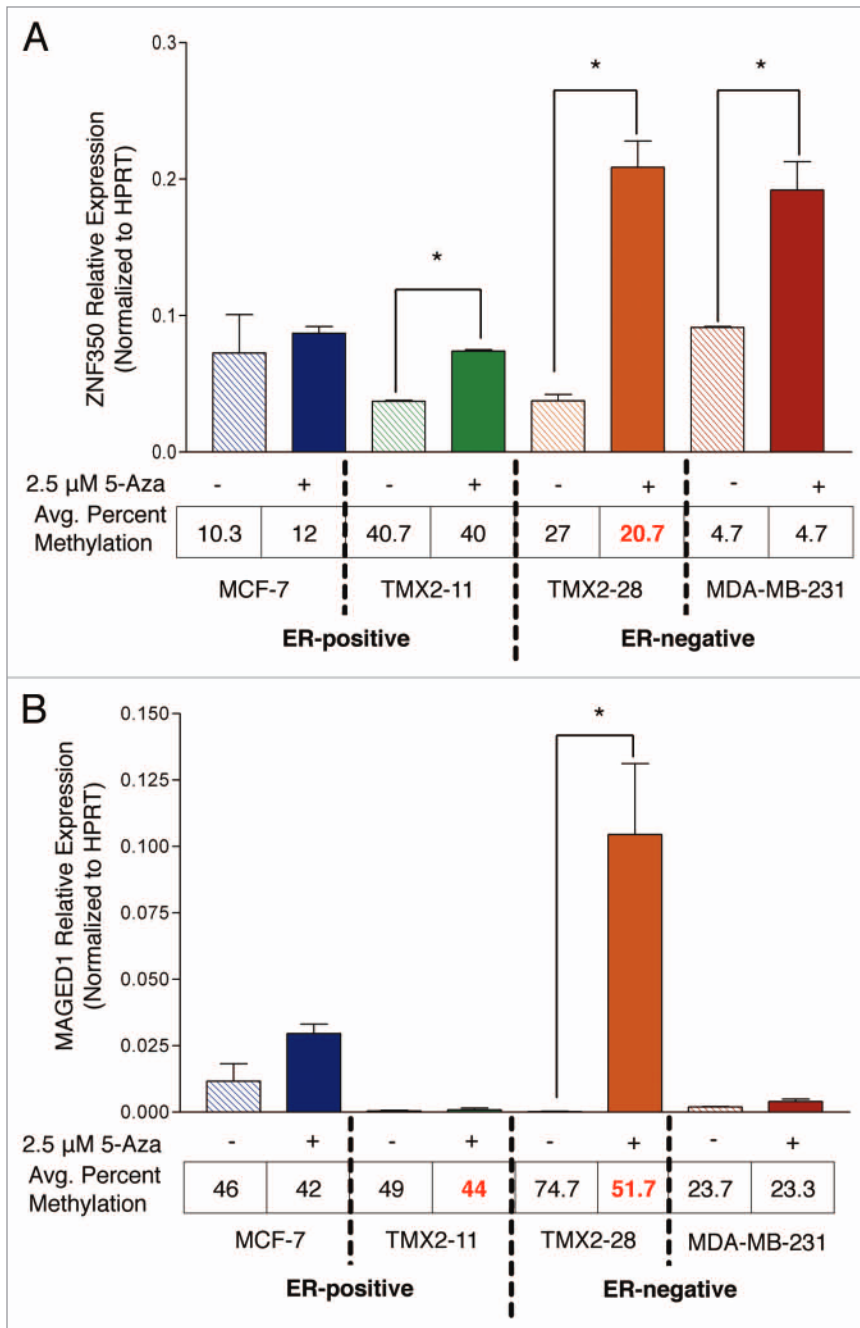 A
ZNF350 Relative Expression
(Normalized to HPRT)
0.3
0.2
0.1
0.0
* * *
2.5 µM 5-Aza - + - + - + - +
Avg. Percent
Methylation 10.3 12 40.7 40 27 20.7 4.7 4.7
MCF-7 TMX2-11 TMX2-28 MDA-MB-231
ER-positive ER-negative
B
MAGED1 Relative Expression
(Normalized to HPRT)
0.150
0.125
0.100
0.075
0.050
0.025
0.000
*
2.5 µM 5-Aza - + - + - + - +
Avg. Percent
Methylation 46 42 49 44 74.7 51.7 23.7 23.3
MCF-7 TMX2-11 TMX2-28 MDA-MB-231
ER-positive ER-negative